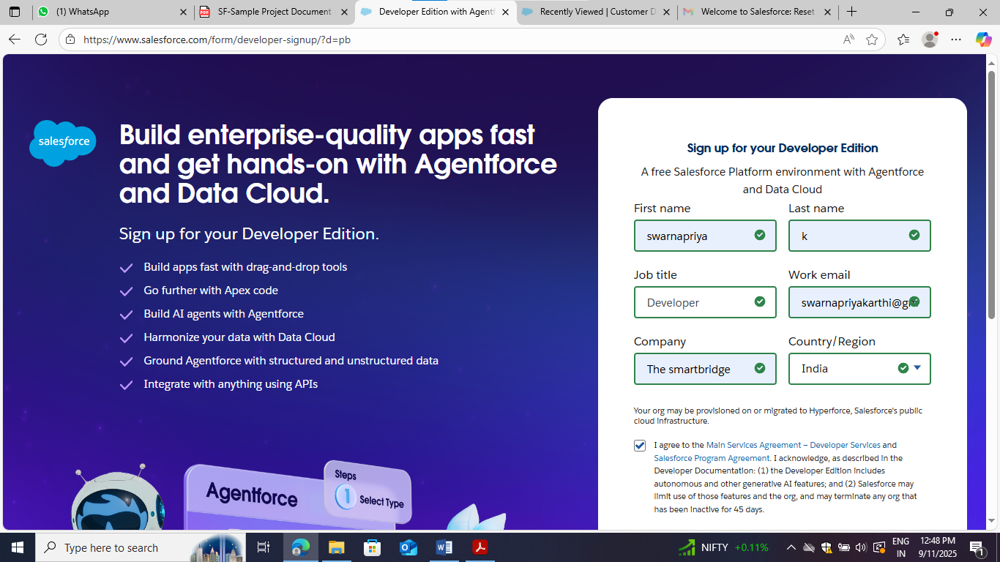 (1) WhatsApp
SF-Sample Project Document
Developer Edition with Agentf
Recently Viewed | Customer D
Welcome to Salesforce: Reset
https://www.salesforce.com/form/developer-signup/?d=pb
salesforce
Build enterprise-quality apps fast
and get hands-on with Agentforce
and Data Cloud.
Sign up for your Developer Edition.
Build apps fast with drag-and-drop tools
Go further with Apex code
Build AI agents with Agentforce
Harmonize your data with Data Cloud
Ground Agentforce with structured and unstructured data
Integrate with anything using APIs
Agentforce
Steps
1 Select Type
Sign up for your Developer Edition
A free Salesforce Platform environment with Agentforce
and Data Cloud
First name
Last name
swarnapriya
k
Job title
Work email
Developer
swarnapriyakarthi@gm
Company
Country/Region
The smartbridge
India
Your org may be provisioned on or migrated to Hyperforce, Salesforce's public
cloud infrastructure.
I agree to the Main Services Agreement – Developer Services and
Salesforce Program Agreement. I acknowledge, as described in the
Developer Documentation: (1) the Developer Edition includes
autonomous and other generative AI features; and (2) Salesforce may
limit use of those features and the org, and may terminate any org that
has been inactive for 45 days.
Type here to search
NIFTY +0.11%
ENG
IN
12:48 PM
9/11/2025
1